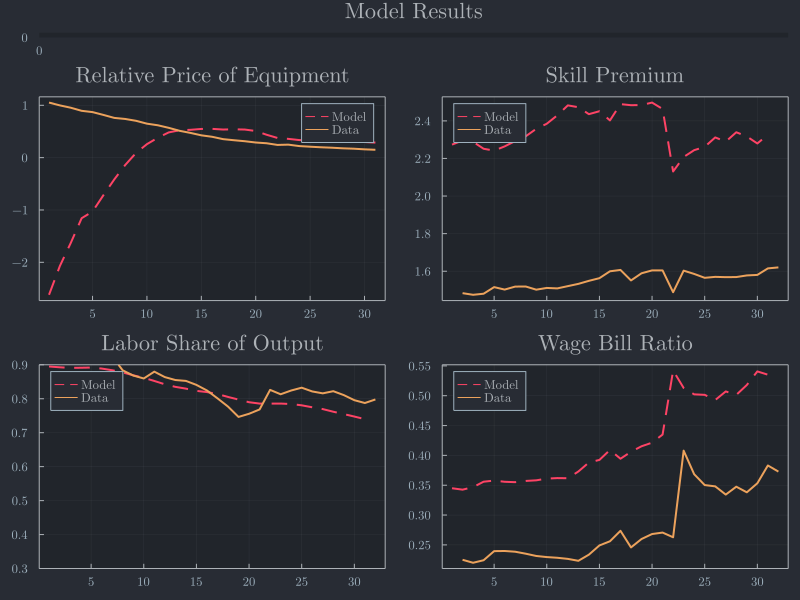 Model Results
0
0
Relative Price of Equipment
1
0
−1
−2
5 10 15 20 25 30
Model
Data
Skill Premium
2.4
2.2
2.0
1.8
1.6
5 10 15 20 25 30
Model
Data
Labor Share of Output
0.9
0.8
0.7
0.6
0.5
0.4
0.3
5 10 15 20 25 30
Model
Data
Wage Bill Ratio
0.55
0.50
0.45
0.40
0.35
0.30
0.25
5 10 15 20 25 30
Model
Data